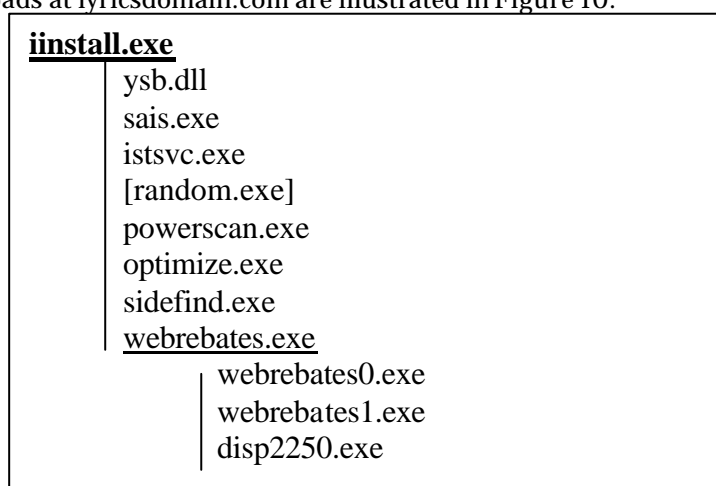 ads at lyricsdomain.com are illustrated in Figure 10.
iinstall.exe
ysb.dll
sais.exe
istsvc.exe
[random.exe]
powerscan.exe
optimize.exe
sidefind.exe
webrebates.exe
webrebates0.exe
webrebates1.exe
disp2250.exe